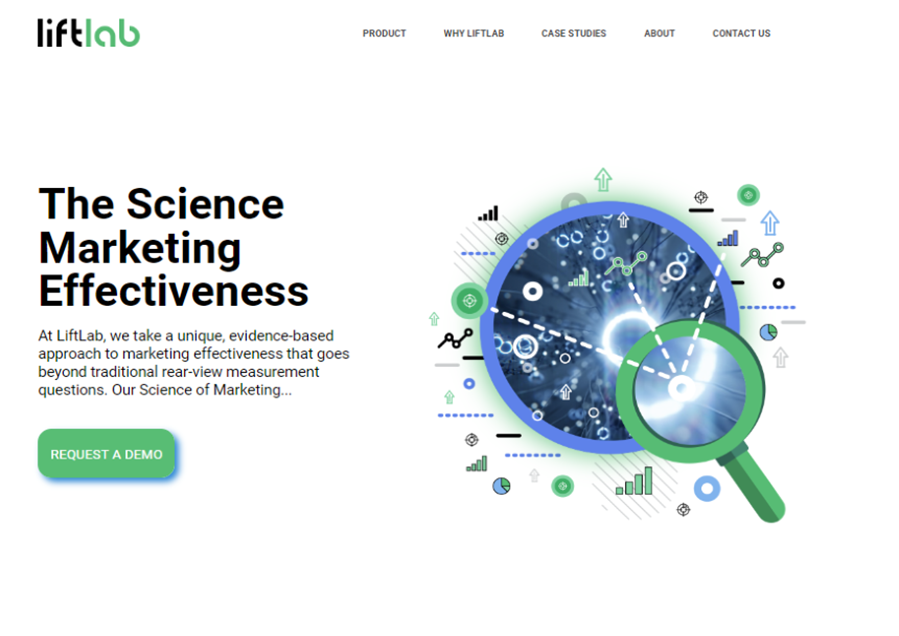 liftlab
PRODUCT WHY LIFTLAB CASE STUDIES ABOUT CONTACT US
The Science
Marketing
Effectiveness
At LiftLab, we take a unique, evidence-based
approach to marketing effectiveness that goes
beyond traditional rear-view measurement
questions. Our Science of Marketing...
REQUEST A DEMO